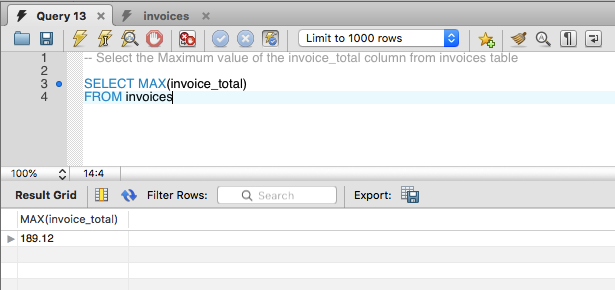 Query 13
invoices
Limit to 1000 rows
1 -- Select the Maximum value of the invoice_total column from invoices table
2
3 SELECT MAX(invoice_total)
4 FROM invoices
100% 14:4
Result Grid Filter Rows: Search Export:
MAX(invoice_total)
189.12